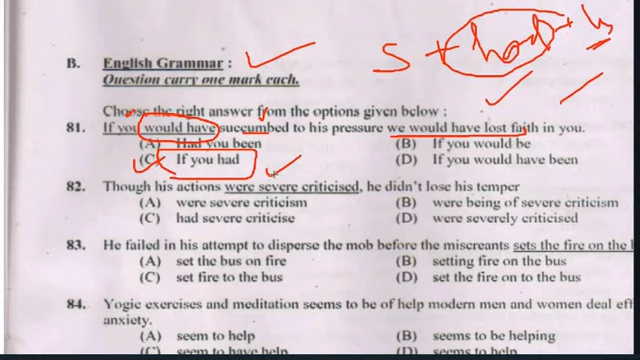 S + had + V
B. English Grammar :
Question carry one mark each.
Choose the right answer from the options given below :
81. If you would have succumbed to his pressure we would have lost faith in you.
(A) Had you been (B) If you would be
(C) If you had (D) If you would have been
82. Though his actions were severe criticised, he didn't lose his temper
(A) were severe criticism (B) were being of severe criticism
(C) had severe criticise (D) were severely criticised
83. He failed in his attempt to disperse the mob before the miscreants sets the fire on the
(A) set the bus on fire (B) setting fire on the bus
(C) set fire to the bus (D) set the fire on to the bus
84. Yogic exercises and meditation seems to be of help modern men and women deal
anxiety.
(A) seem to help (B) seems to be helping
(C) seem to have help (D) seems to help